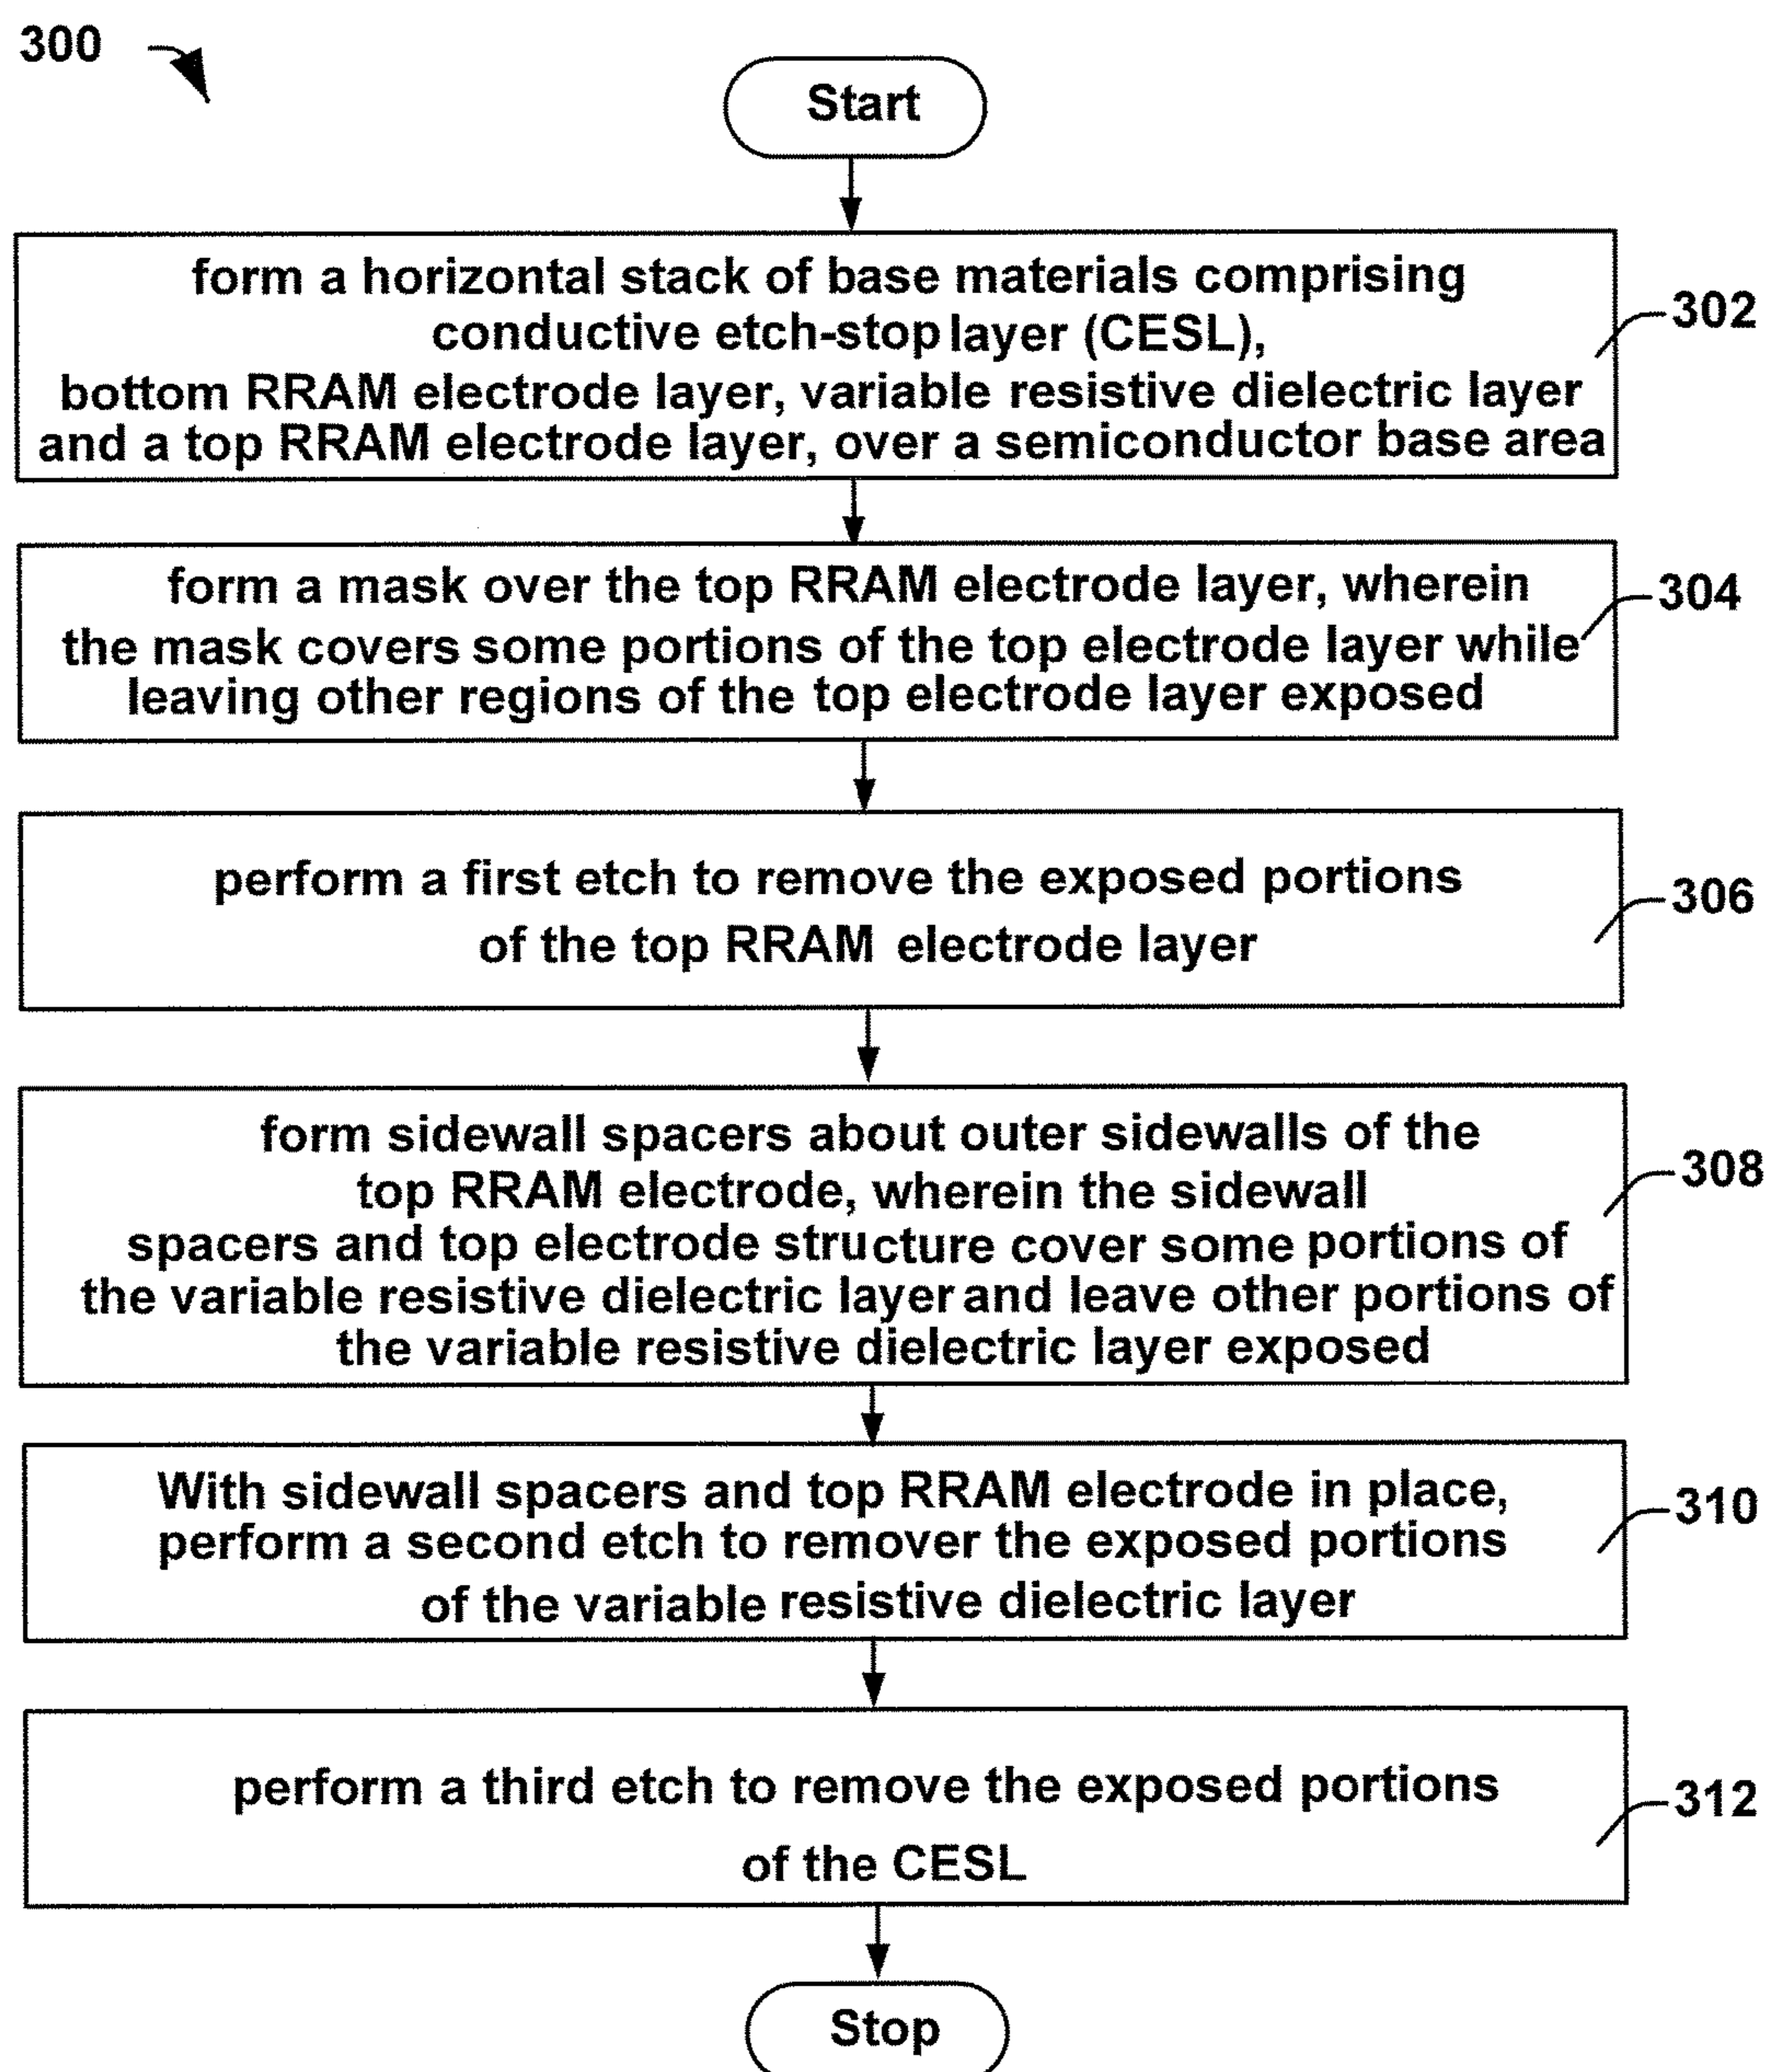 300
Start
form a horizontal stack of base materials comprising
conductive etch-stop layer (CESL),
bottom RRAM electrode layer, variable resistive dielectric layer
and a top RRAM electrode layer, over a semiconductor base area
302
form a mask over the top RRAM electrode layer, wherein
the mask covers some portions of the top electrode layer while
leaving other regions of the top electrode layer exposed
304
perform a first etch to remove the exposed portions
of the top RRAM electrode layer
306
form sidewall spacers about outer sidewalls of the
top RRAM electrode, wherein the sidewall
spacers and top electrode structure cover some portions of
the variable resistive dielectric layer and leave other portions of
the variable resistive dielectric layer exposed
308
With sidewall spacers and top RRAM electrode in place,
perform a second etch to remover the exposed portions
of the variable resistive dielectric layer
310
perform a third etch to remove the exposed portions
of the CESL
312
Stop